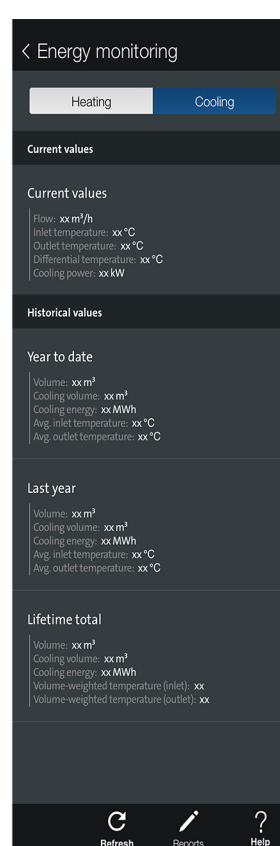 Energy monitoring
Heating
Cooling
Current values
Current values
Flow: xx m³/h
Inlet temperature: xx °C
Outlet temperature: xx °C
Differential temperature: xx °C
Cooling power: xx kW
Historical values
Year to date
Volume: xx m³
Cooling volume: xx m³
Cooling energy: xx MWh
Avg. inlet temperature: xx °C
Avg. outlet temperature: xx °C
Last year
Volume: xx m³
Cooling volume: xx m³
Cooling energy: xx MWh
Avg. inlet temperature: xx °C
Avg. outlet temperature: xx °C
Lifetime total
Volume: xx m³
Cooling volume: xx m³
Cooling energy: xx MWh
Volume-weighted temperature (inlet): xx
Volume-weighted temperature (outlet): xx
Refresh
Reports
Help